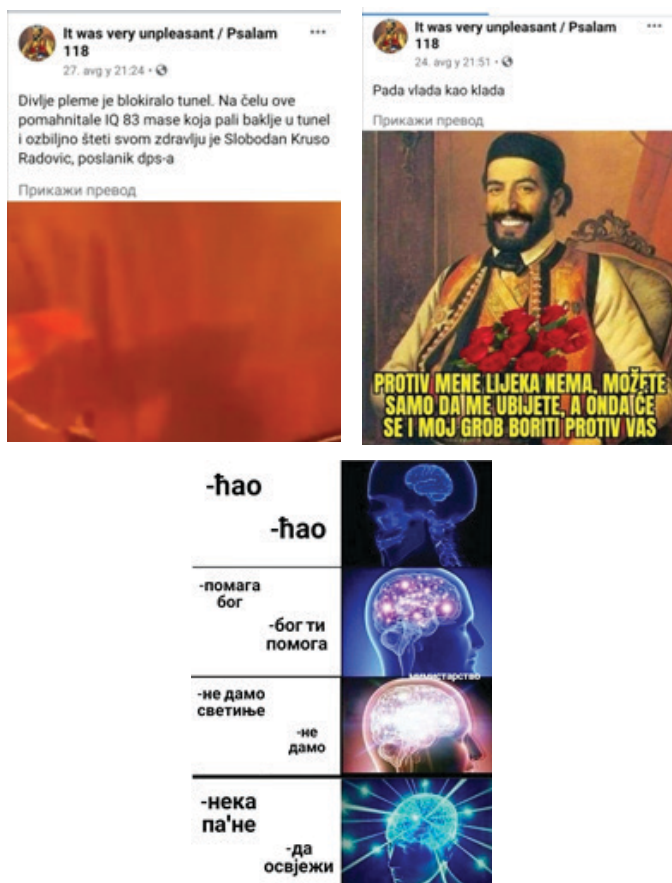 It was very unpleasant / Psalam
118
27. avg y 21:24
Divlje pleme je blokiralo tunel. Na čelu ove
pomahnitale IQ 83 mase koja pali baklje u tunel
i ozbiljno šteti svom zdravlju je Slobodan Kruso
Radovic, poslanik dps-a
Прикажи превод
It was very unpleasant / Psalam
118
24. avg y 21:51
Pada vlada kao klada
Прикажи превод
PROTIV MENE LIJEKA NEMA, MOŽETE
SAMO DA ME UBIJETE, A ONDA ĆE
SE I MOJ GROB BORITI PROTIV VAS
-ћао
-ћао
-помага
бог
-бог ти
помога
министарство
-не дамо
светиње
-не
дамо
-нека
па'не
-да
освјежи